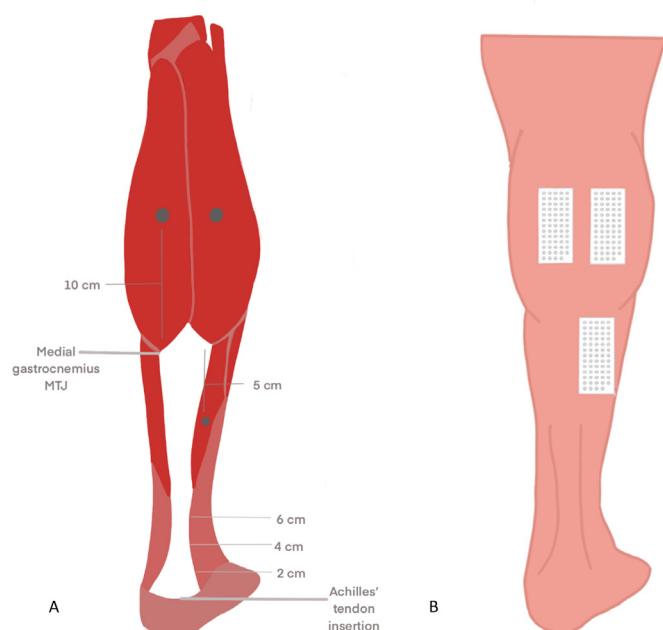 10 cm
Medial
gastrocnemius
MTJ
5 cm
6 cm
4 cm
2 cm
Achilles'
tendon
insertion
A
B